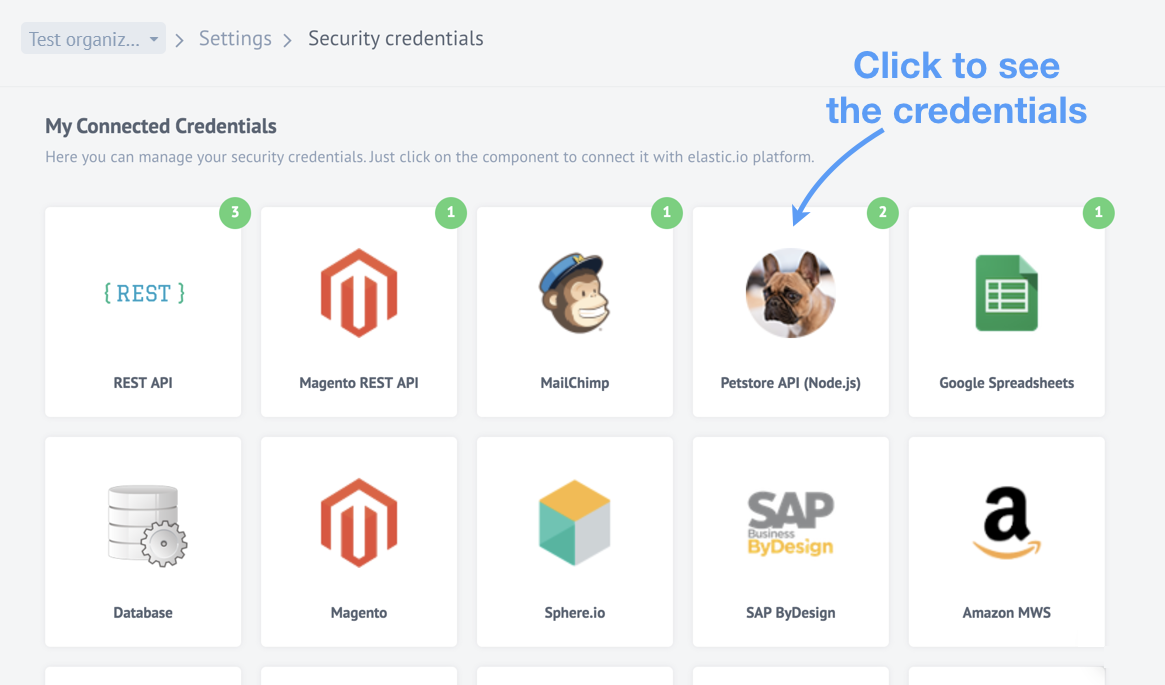 Test organiz...
Settings
Security credentials
Click to see
the credentials
My Connected Credentials
Here you can manage your security credentials. Just click on the component to connect it with elastic.io platform.
3
1
1
2
1
{ REST }
REST API
Magento REST API
MailChimp
Petstore API (Node.js)
Google Spreadsheets
SAP
Business
ByDesign
a
Database
Magento
Sphere.io
SAP ByDesign
Amazon MWS